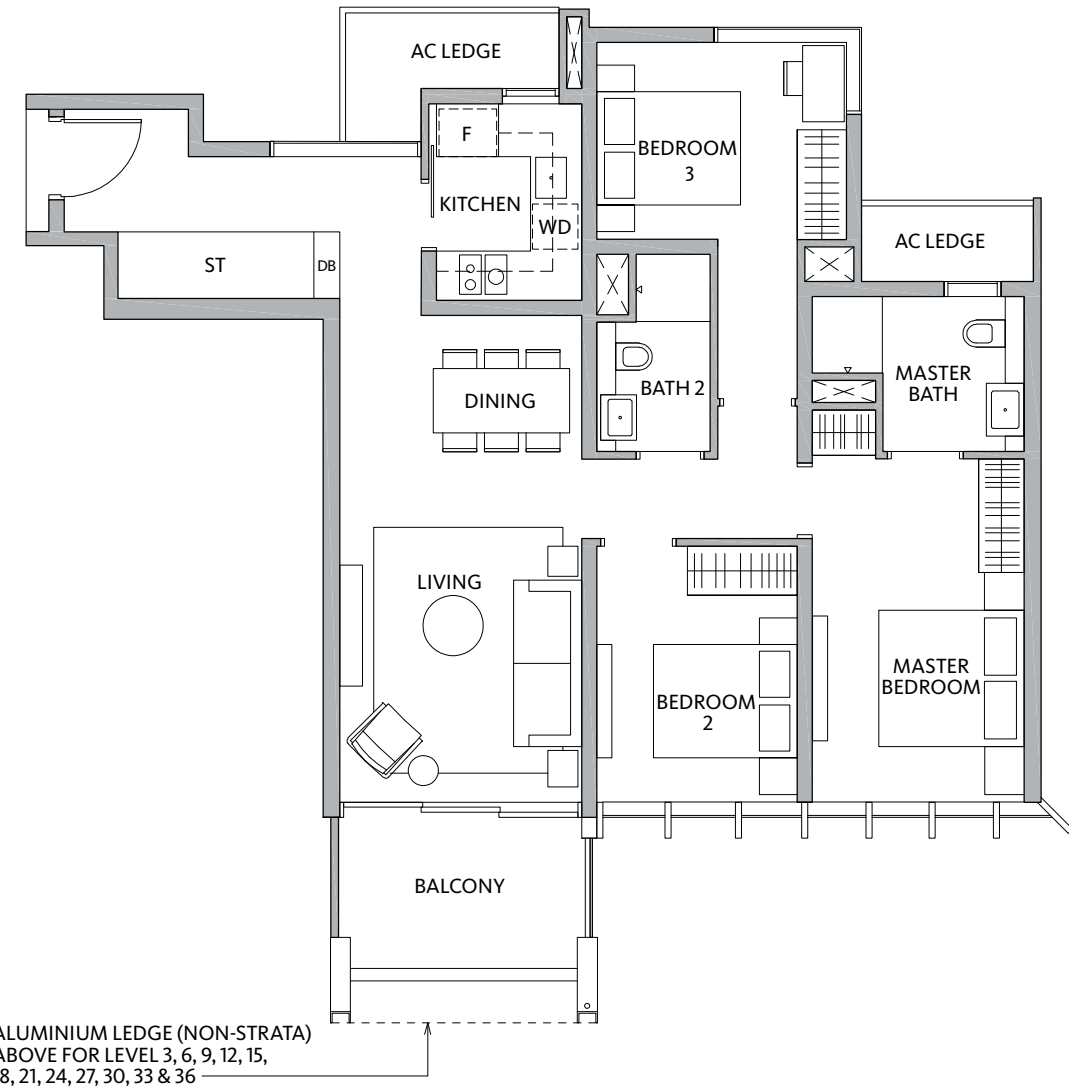 AC LEDGE
F
BEDROOM
3
KITCHEN
WD
AC LEDGE
ST
DB
MASTER
BATH
BATH 2
DINING
LIVING
MASTER
BEDROOM
BEDROOM
2
BALCONY
ALUMINIUM LEDGE (NON-STRATA)
ABOVE FOR LEVEL 3, 6, 9, 12, 15,
8, 21, 24, 27, 30, 33 & 36